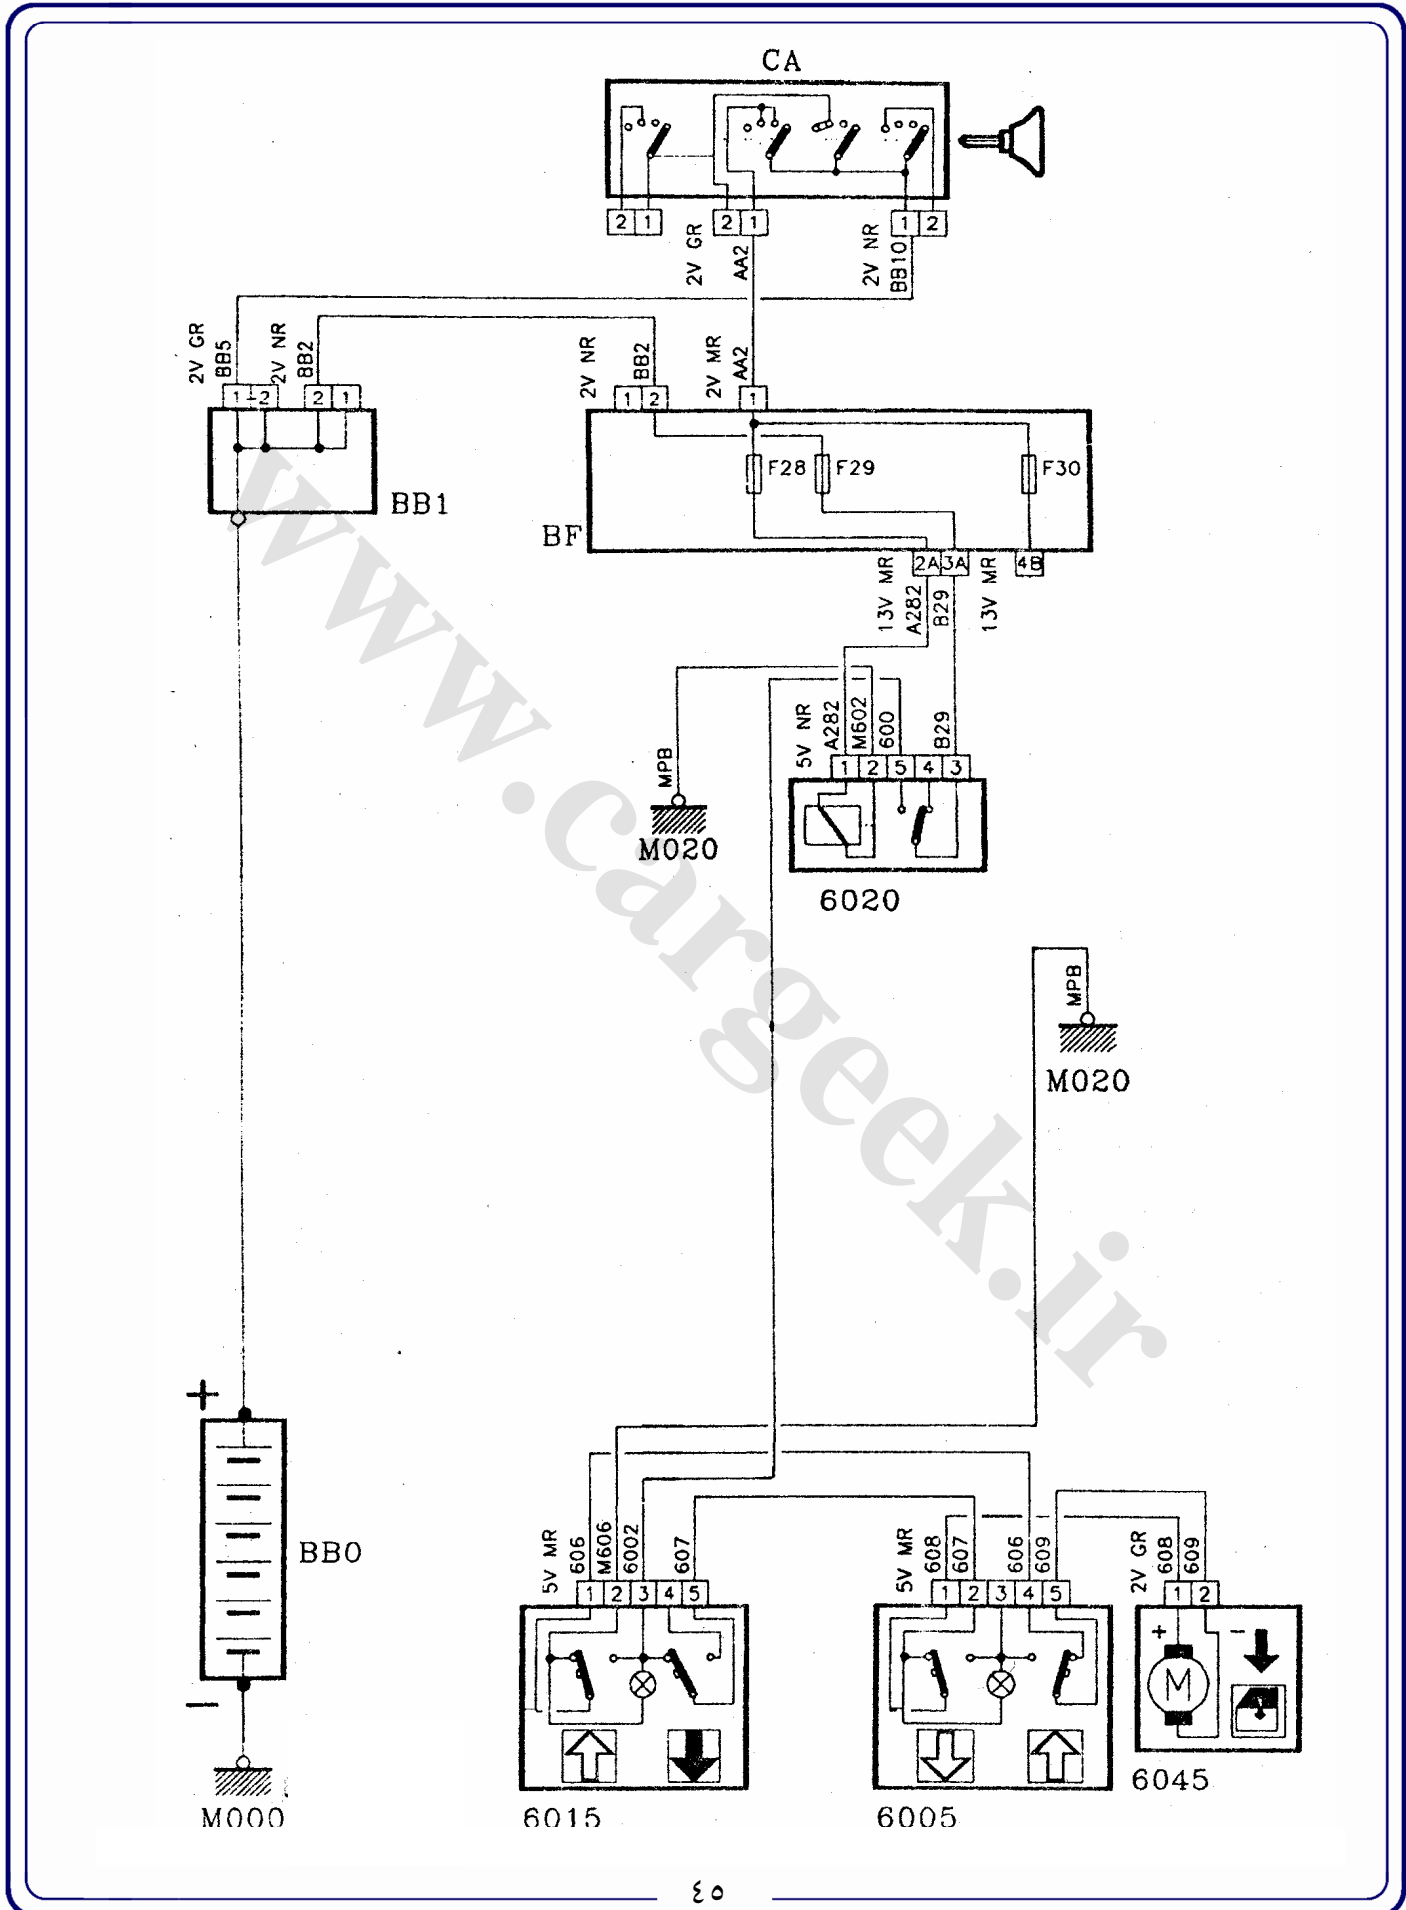 CA
2 1
2 1
1 2
2V GR
AA2
2V NR
BB10
2V GR
BB5
2V NR
BB2
2V NR
BB2
2V MR
AA2
1 -2
2 1
1 2
1
BB1
F28
F29
F30
BF
2A 3A
4B
13V MR
A282
B29
13V MR
5V NR
A282
M602
600
B29
1 2 5 4 3
MPB
M020
6020
MPB
M020
www.cargeek.ir
+
BB0
−
M000
5V MR
606
M606
6002
607
1 2 3 4 5
6015
5V MR
608
607
606
609
1 2 3 4 5
6005
2V GR
608
609
1 2
+ −
M
6045
٤٥